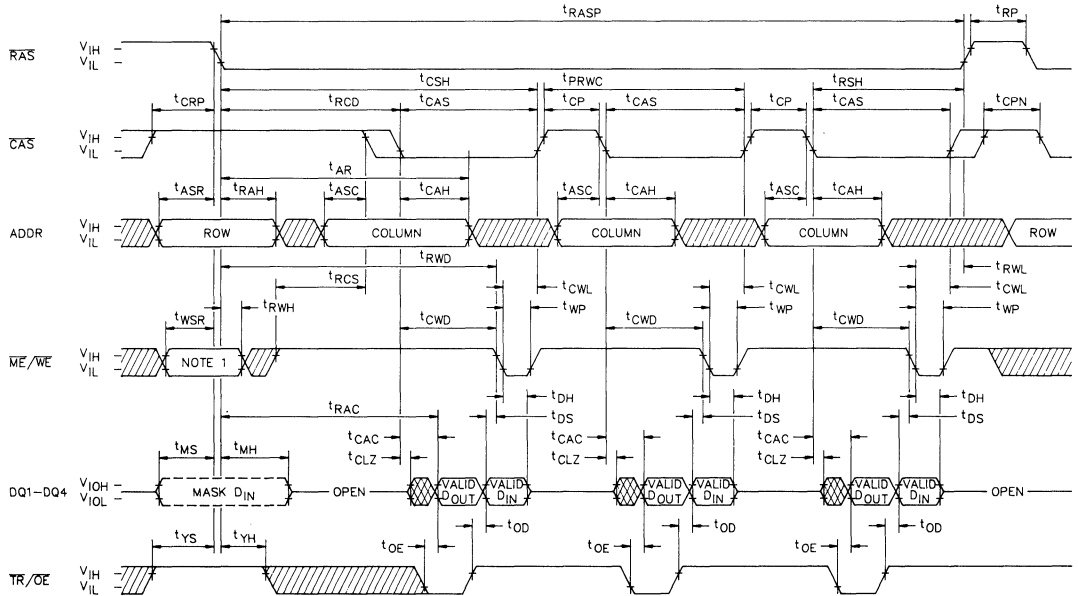 tRASP tRP
RAS VIH
VIL
tCSH tPRWC tRSH
tCRP tRCD tCAS tCP tCAS tCP tCAS tCPN
CAS VIH
VIL
tAR
tASR tRAH tASC tCAH tASC tCAH tASC tCAH
ADDR VIH
VIL
ROW COLUMN COLUMN COLUMN ROW
tRWD tRWL
tRCS tCWL tCWL tCWL
tRWH tWP tWP tWP
tWSR tCWD tCWD tCWD
ME/WE VIH
VIL
NOTE 1
tDH tDH tDH
tRAC tDS tDS tDS
tCAC tCAC tCAC
tMS tMH tCLZ tCLZ tCLZ
DQ1-DQ4 VIOH
VIOL
MASK DIN OPEN VALID DOUT VALID DIN VALID DOUT VALID DIN VALID DOUT VALID DIN OPEN
tOD tOD tOD
tYS tYH tOE tOE tOE
TR/OE VIH
VIL